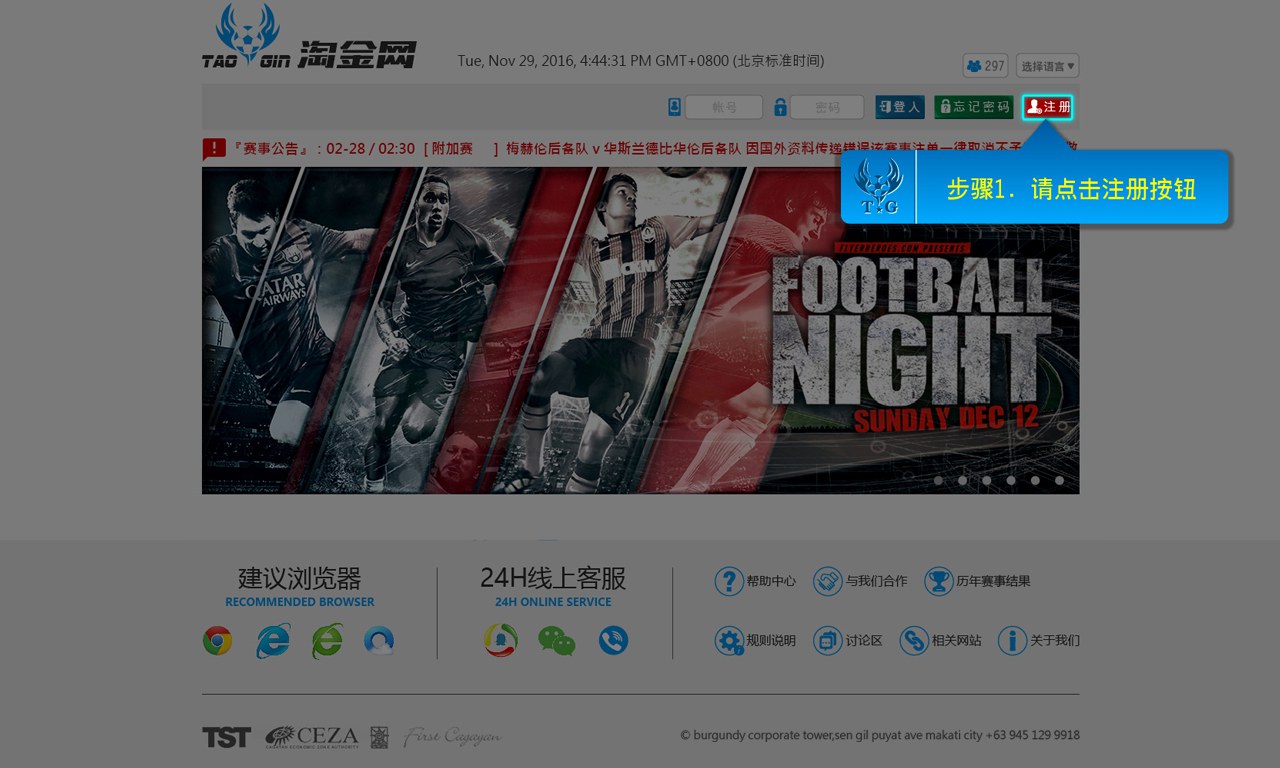 TAO GIN 淘金网
Tue, Nov 29, 2016, 4:44:31 PM GMT+0800 (北京标准时间)
297
选择语言▼
帐号
密码
登入
忘记密码
注册
『赛事公告』: 02-28 / 02:30 [ 附加赛 ] 梅赫伦后备队 v 华斯兰德比华伦后备队 因国外资料传递错误该赛事注单一律取消不予
T G
步骤1. 请点击注册按钮
QATAR
AIRWAYS
FLYERHEROES.COM PRESENTS
FOOTBALL
NIGHT
SUNDAY DEC 12
建议浏览器
RECOMMENDED BROWSER
24H线上客服
24H ONLINE SERVICE
帮助中心
与我们合作
历年赛事结果
规则说明
讨论区
相关网站
关于我们
TST
CEZA
CAGAYAN ECONOMIC ZONE AUTHORITY
First Cagayan
© burgundy corporate tower,sen gil puyat ave makati city +63 945 129 9918